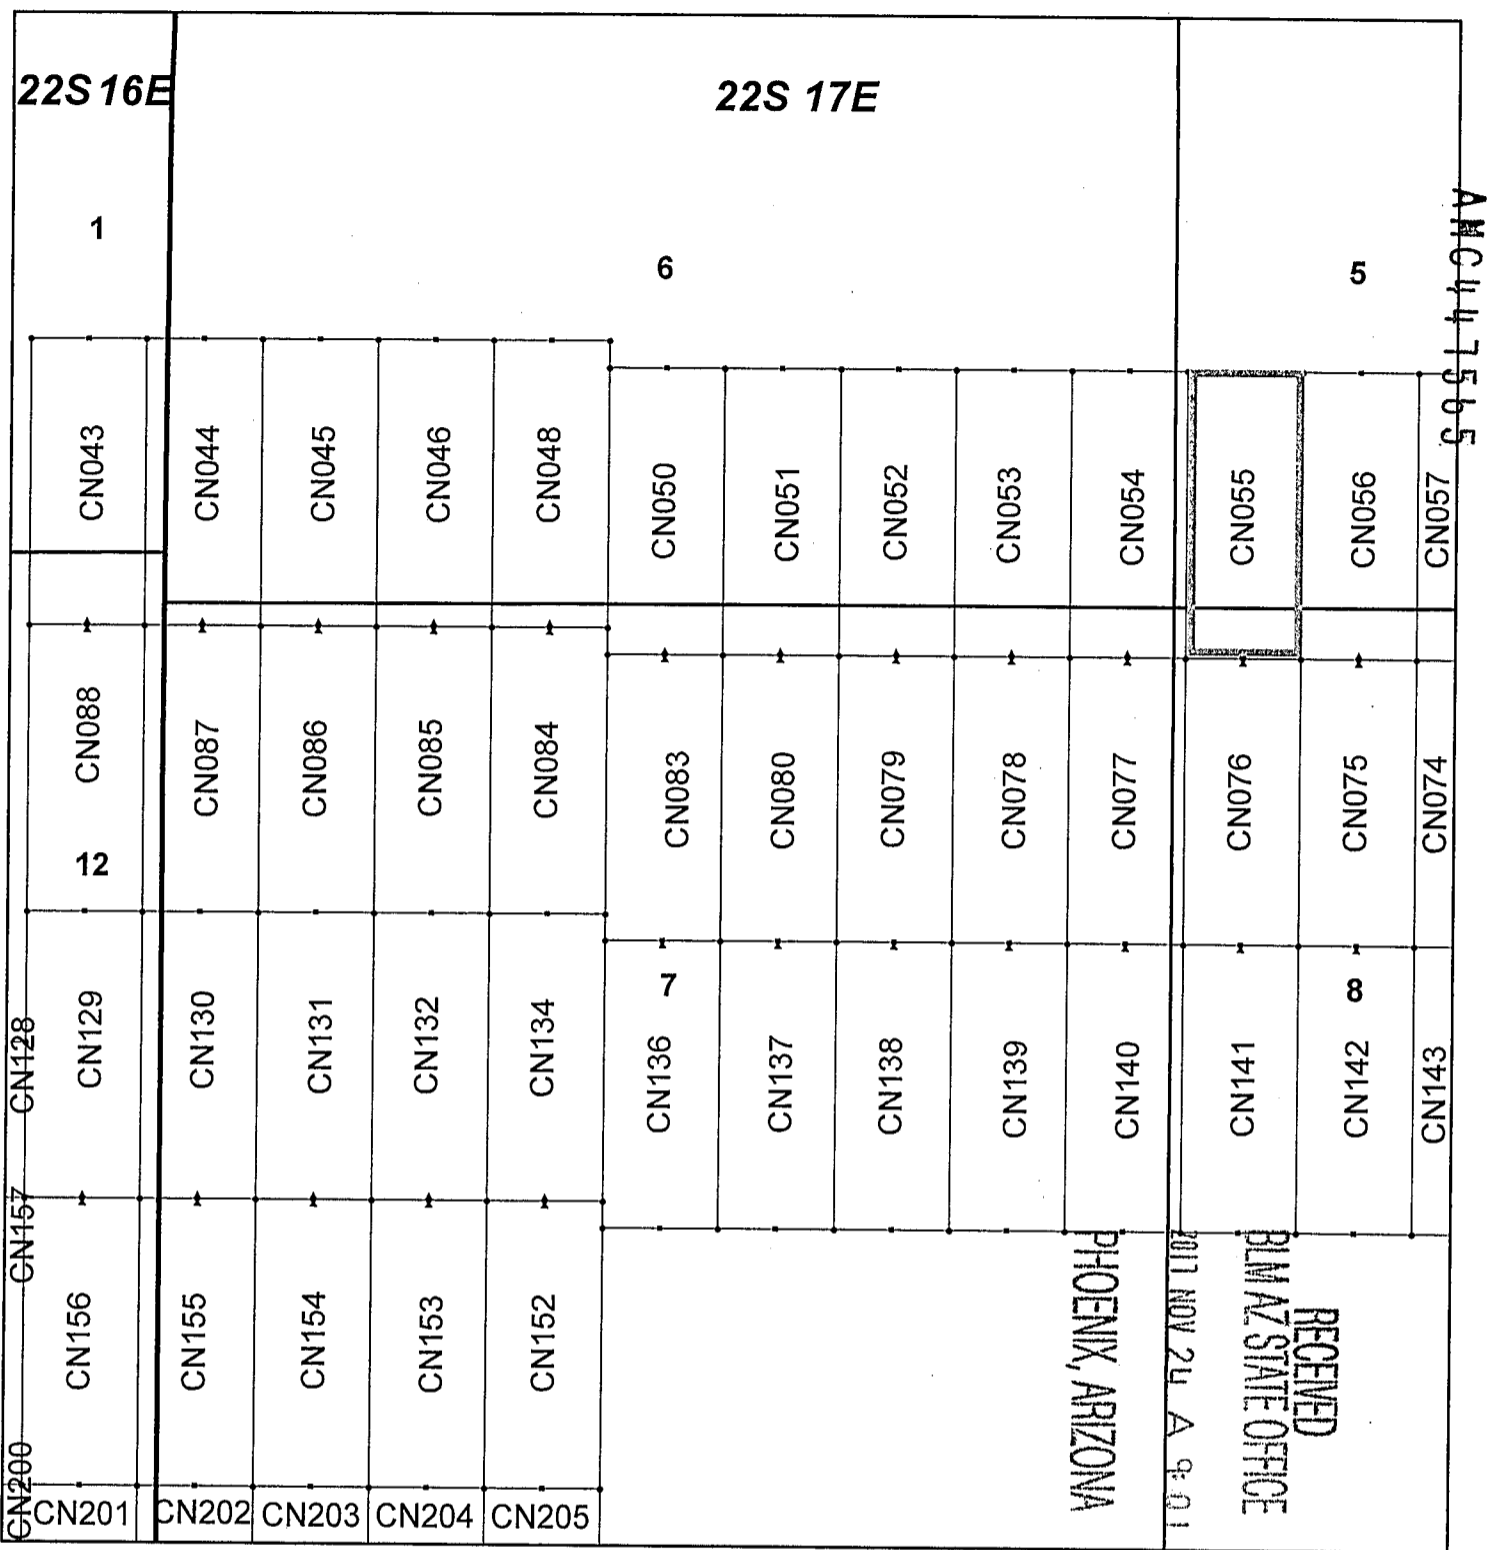 22S 16E
22S 17E
1
6
5
AMC447565
CN043
CN044
CN045
CN046
CN048
CN050
CN051
CN052
CN053
CN054
CN055
CN056
CN057
CN088
CN087
CN086
CN085
CN084
CN083
CN080
CN079
CN078
CN077
CN076
CN075
CN074
12
7
8
CN128
CN129
CN130
CN131
CN132
CN134
CN136
CN137
CN138
CN139
CN140
CN141
CN142
CN143
CN157
CN156
CN155
CN154
CN153
CN152
RECEIVED
BLM AZ STATE OFFICE
2017 NOV 24 A 9:01
PHOENIX, ARIZONA
CN200
CN201
CN202
CN203
CN204
CN205